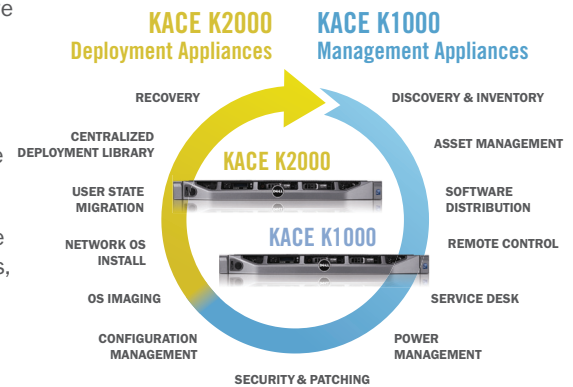 e
KACE K2000
Deployment Appliances
KACE K1000
Management Appliances
RECOVERY
DISCOVERY & INVENTORY
CENTRALIZED
DEPLOYMENT LIBRARY
e
ASSET MANAGEMENT
KACE K2000
USER STATE
MIGRATION
DELL
SOFTWARE
DISTRIBUTION
e
NETWORK OS
INSTALL
KACE K1000
REMOTE CONTROL
s,
OS IMAGING
SERVICE DESK
CONFIGURATION
MANAGEMENT
POWER
MANAGEMENT
SECURITY & PATCHING